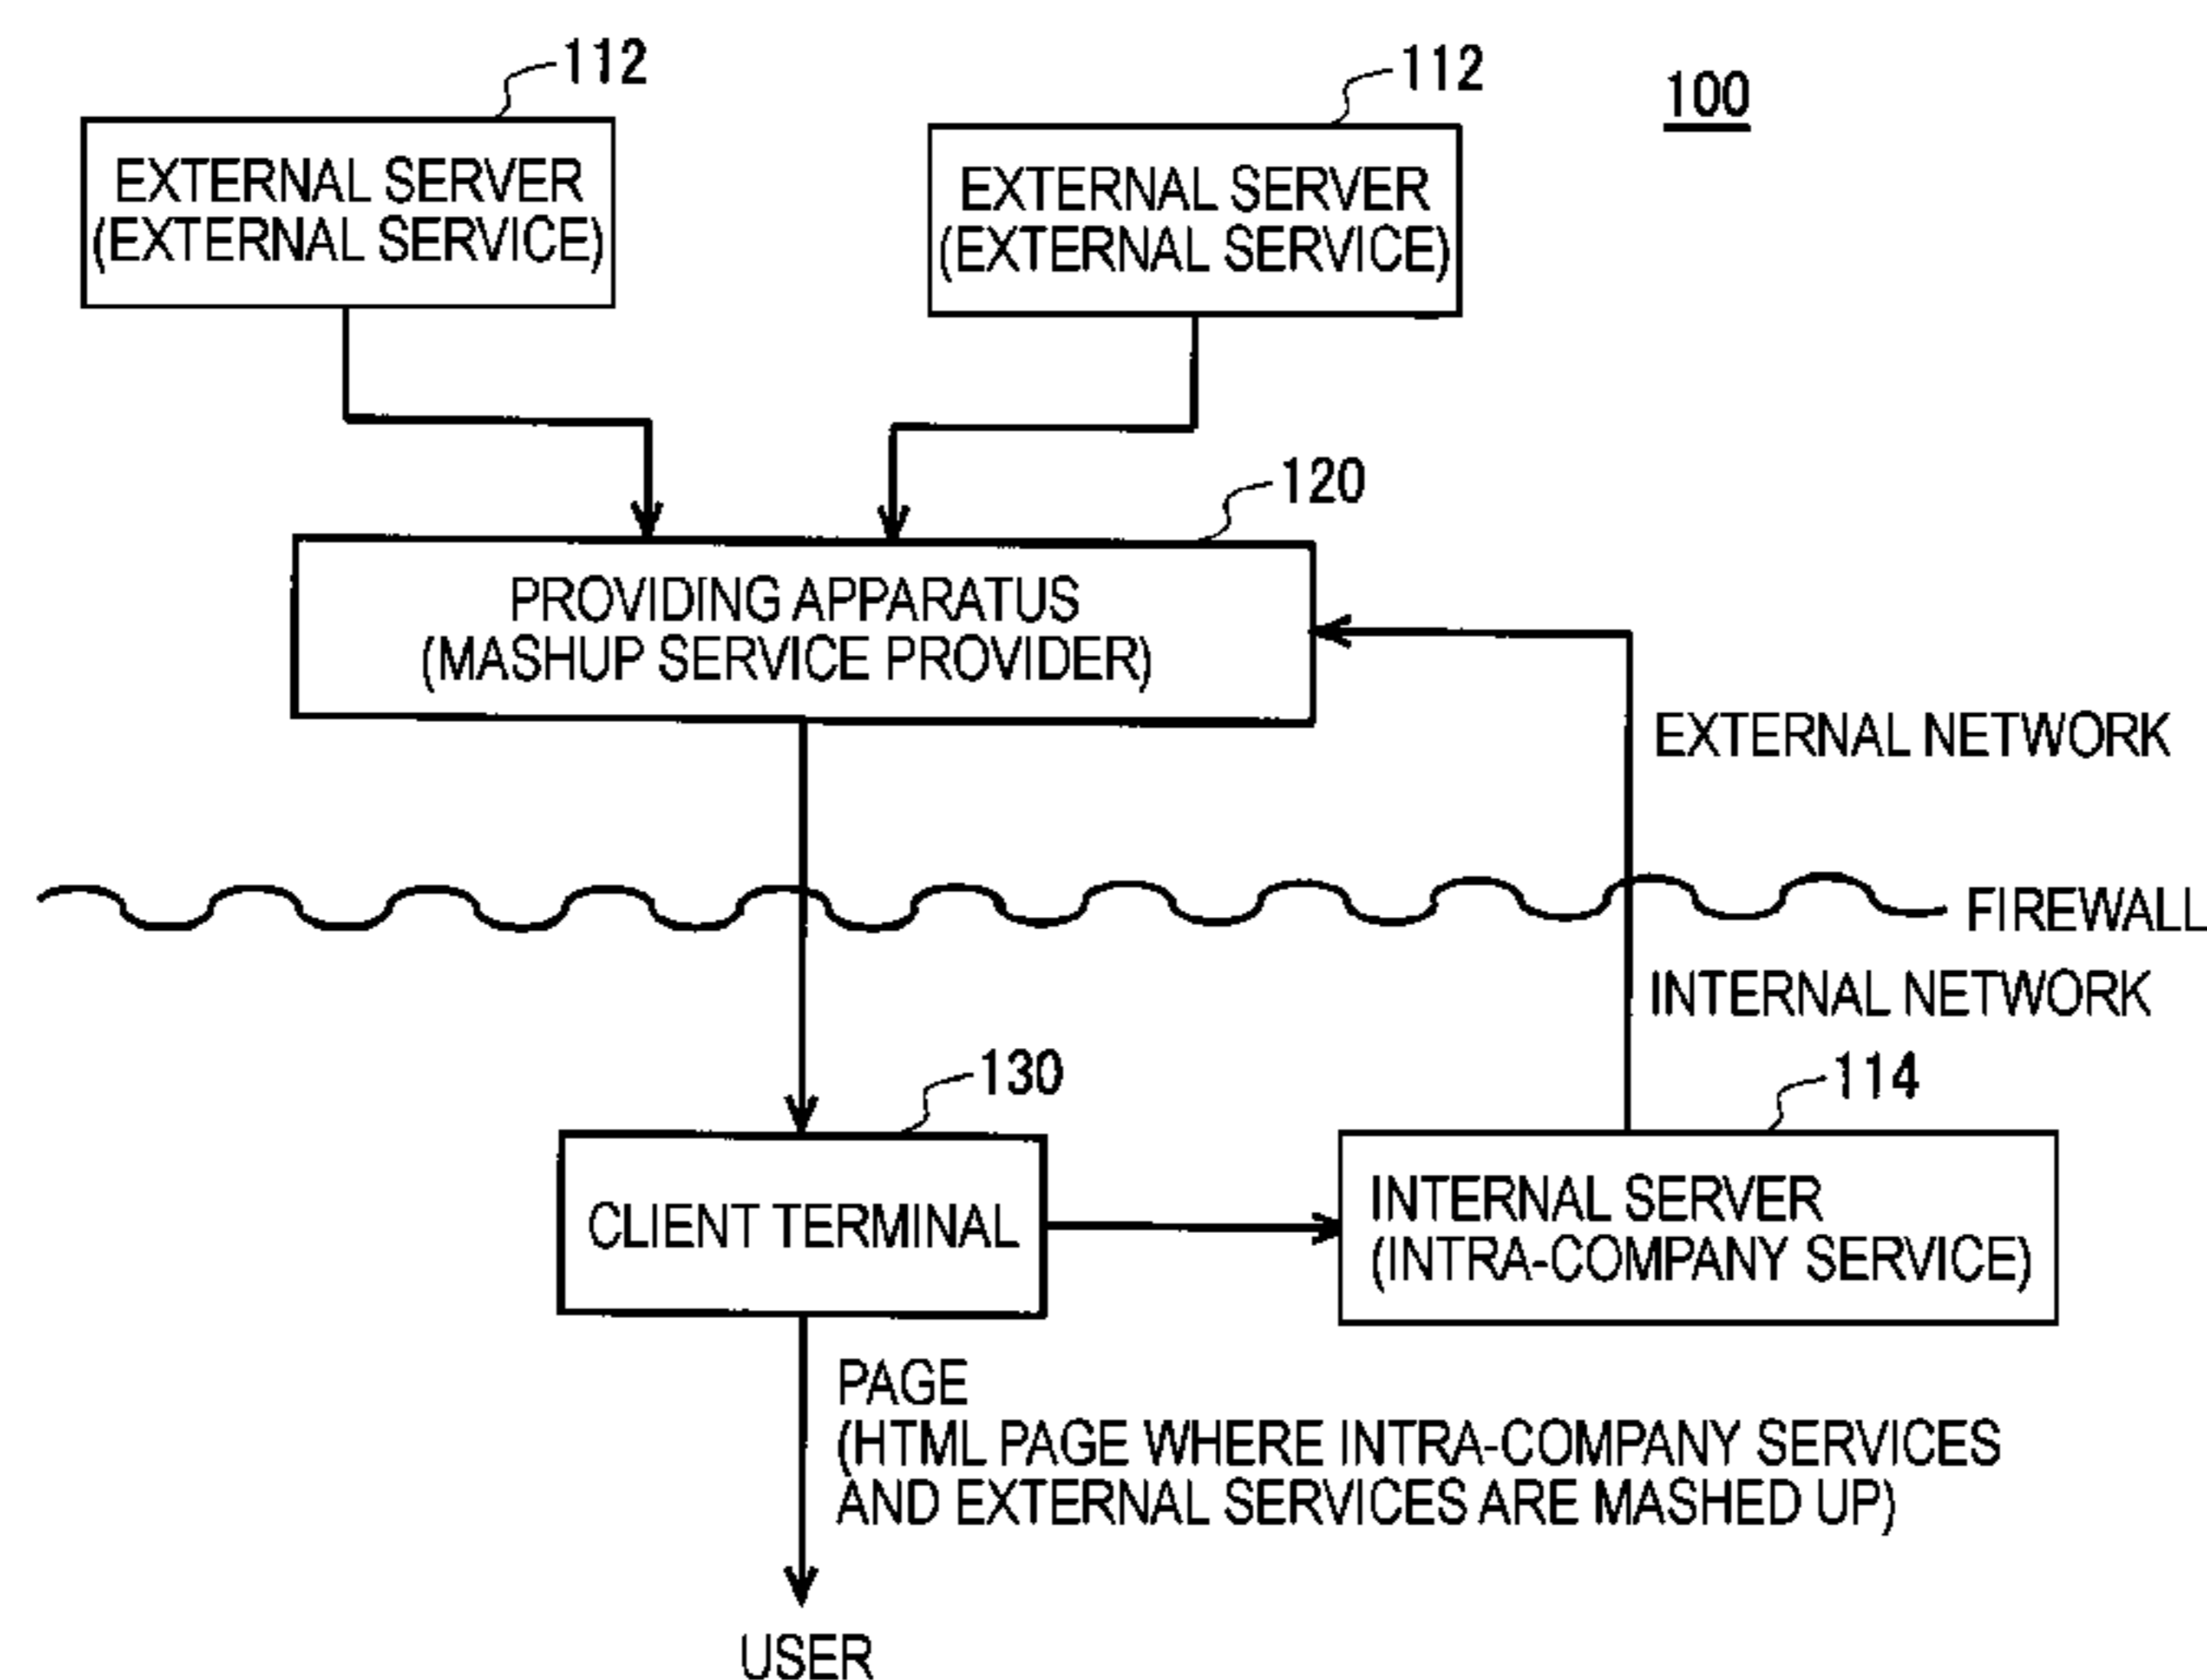 112
112
100
EXTERNAL SERVER
(EXTERNAL SERVICE)
EXTERNAL SERVER
(EXTERNAL SERVICE)
120
PROVIDING APPARATUS
(MASHUP SERVICE PROVIDER)
EXTERNAL NETWORK
FIREWALL
INTERNAL NETWORK
130
114
CLIENT TERMINAL
INTERNAL SERVER
(INTRA-COMPANY SERVICE)
PAGE
(HTML PAGE WHERE INTRA-COMPANY SERVICES
AND EXTERNAL SERVICES ARE MASHED UP)
USER